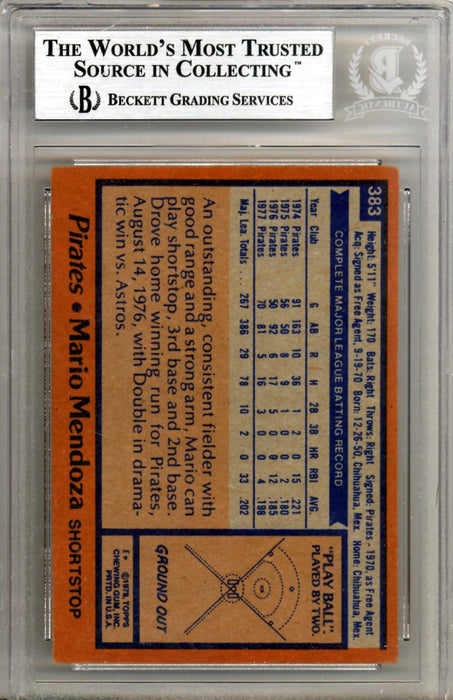 THE WORLD'S MOST TRUSTED
SOURCE IN COLLECTING™
B BECKETT GRADING SERVICES
BECKETT
B
AUTHENTIC
383
Height: 5'11" Weight: 170 Bats: Right Throws: Right Signed: Pirates - 1970, as Free Agent
Acq: Signed as Free Agent, 9-19-70 Born: 12-26-50, Chihuahua, Mex. Home: Chihuahua, Mex.
COMPLETE MAJOR LEAGUE BATTING RECORD
Year Club G AB R H 2B 3B HR RBI AVG.
1974 Pirates 91 163 10 36 1 2 0 15 .221
1975 Pirates 56 50 8 9 1 0 0 2 .180
1976 Pirates 50 92 6 17 5 0 0 12 .185
1977 Pirates 70 81 5 16 3 0 0 4 .198
Maj. Lea. Totals ... 267 386 29 78 10 2 0 33 .202
An outstanding, consistent fielder with
good range and a strong arm, Mario can
play shortstop, 3rd base and 2nd base.
Drove home winning run for Pirates,
August 14, 1976, with Double in drama-
tic win vs. Astros.
Pirates • Mario Mendoza SHORTSTOP
"PLAY BALL"
PLAYED BY TWO.
GROUND OUT
©1978, TOPPS
CHEWING GUM, INC.
PRTD. IN U.S.A.